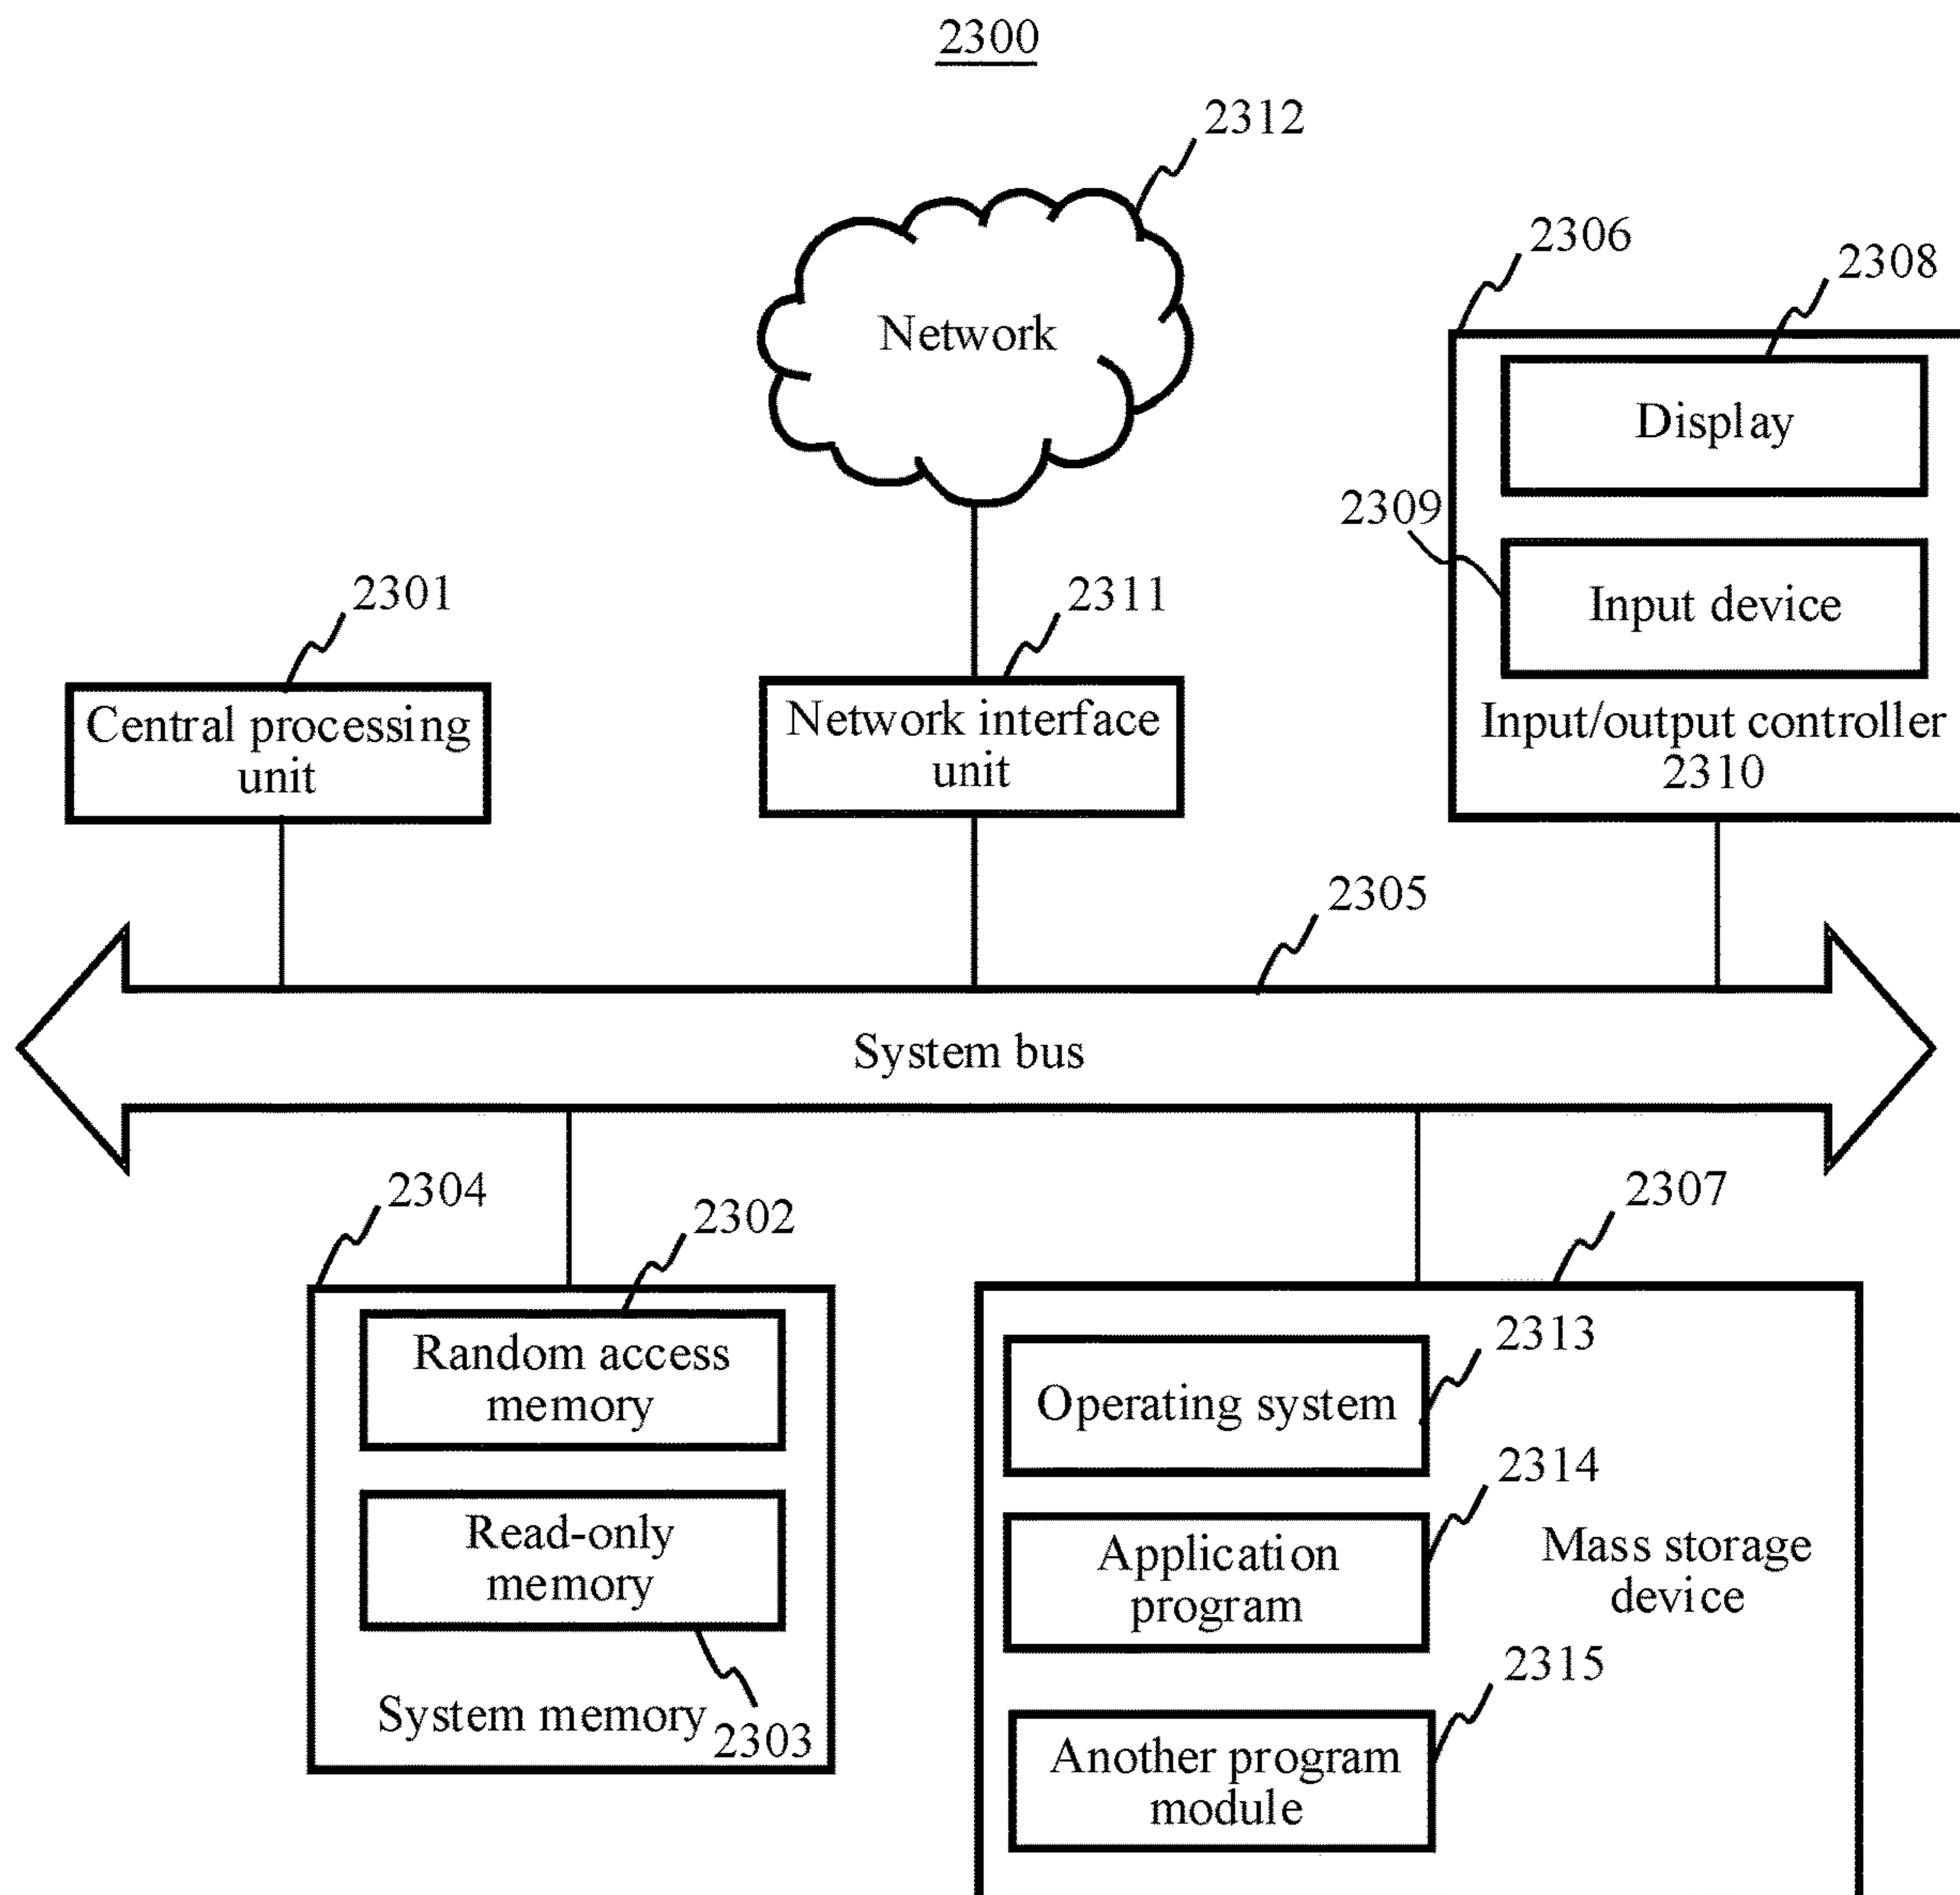 2300
2312
Network
2306
2308
Display
2309
Input device
Input/output controller
2310
2301
Central processing
unit
2311
Network interface
unit
2305
System bus
2304
2302
Random access
memory
Read-only
memory
System memory
2303
2307
2313
Operating system
2314
Application
program
Mass storage
device
2315
Another program
module